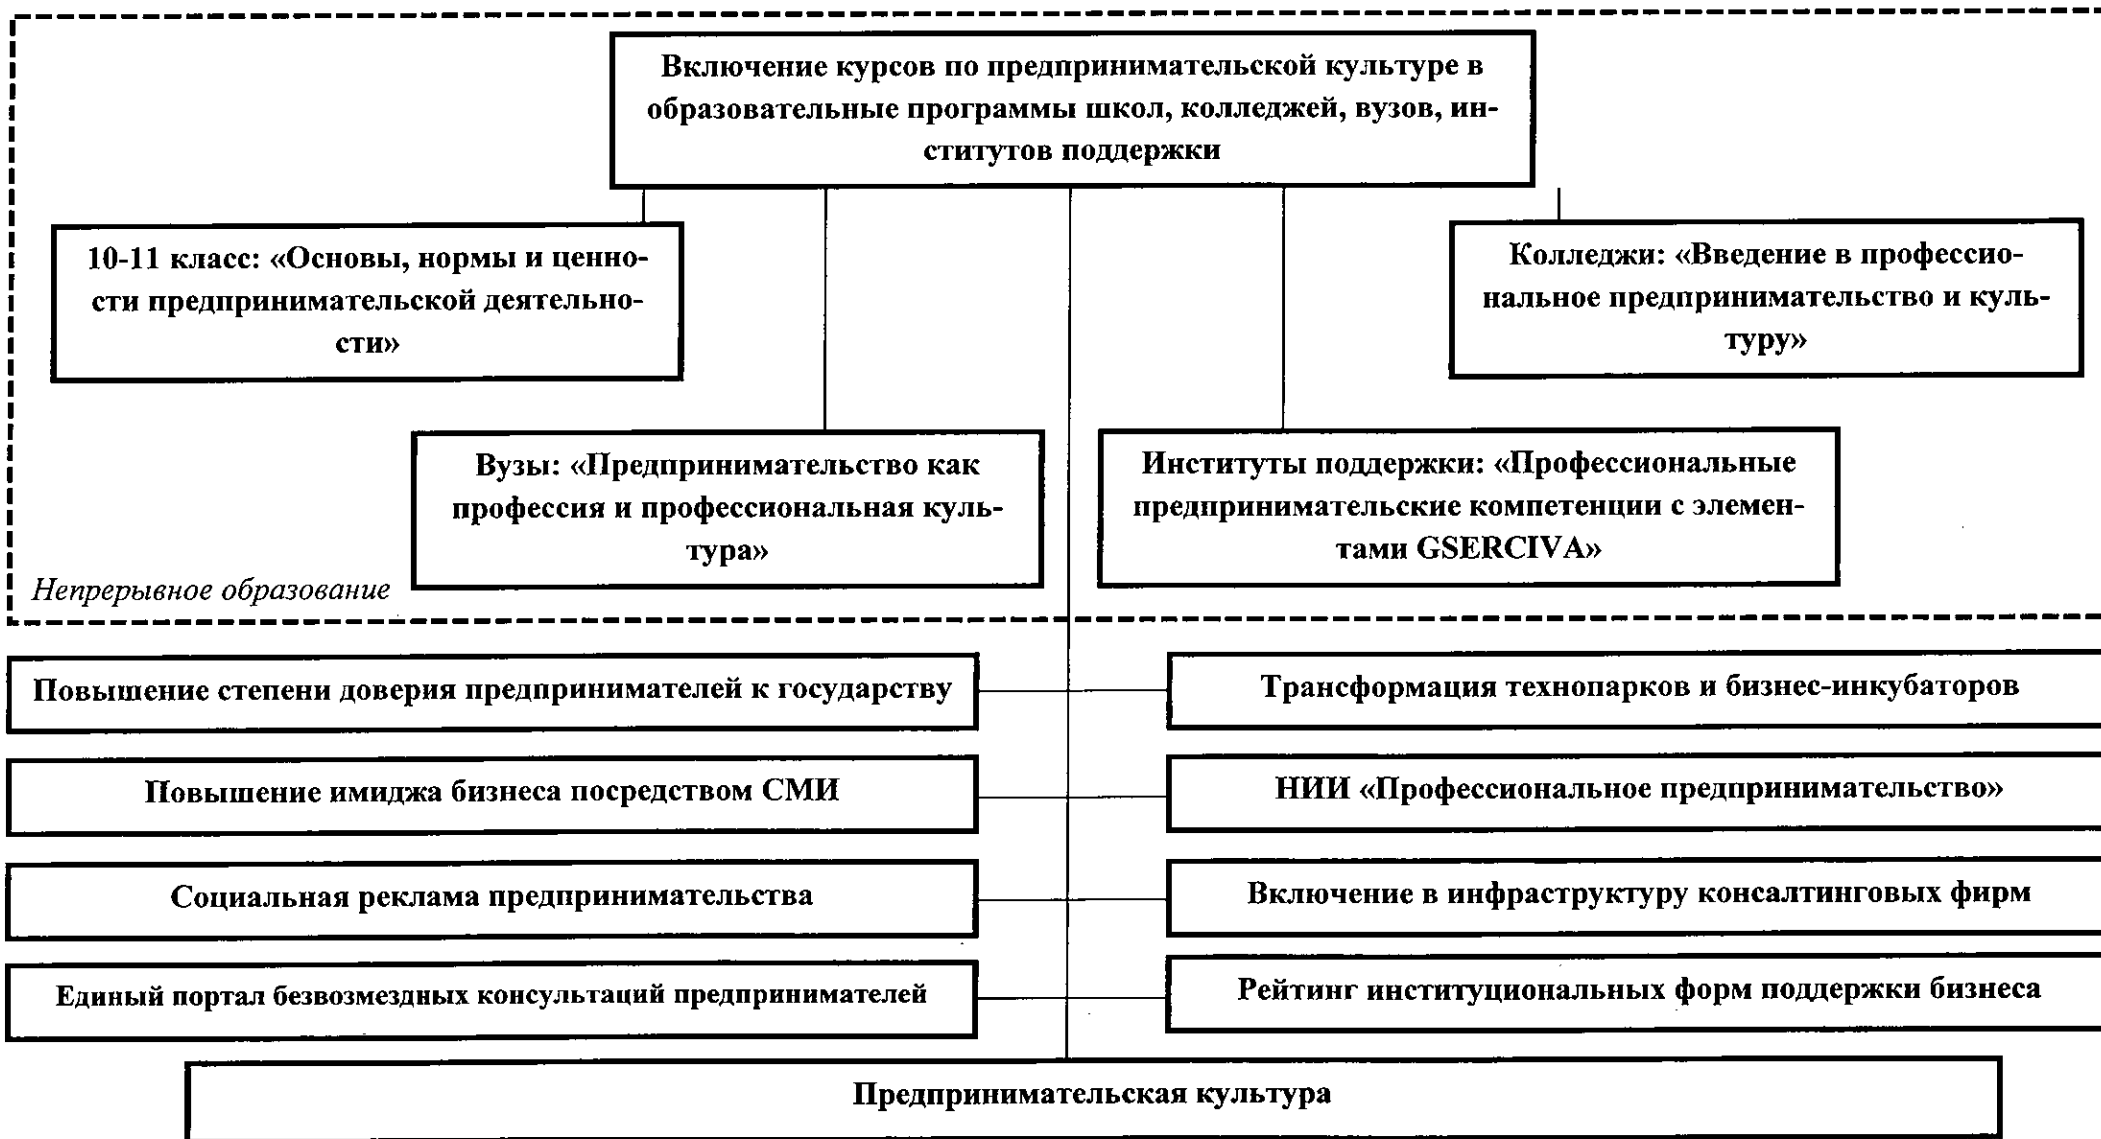 Включение курсов по предпринимательской культуре в
образовательные программы школ, колледжей, вузов, ин-
ститутов поддержки
10-11 класс: «Основы, нормы и ценно-
сти предпринимательской деятельно-
сти»
Колледжи: «Введение в профессио-
нальное предпринимательство и куль-
туру»
Вузы: «Предпринимательство как
профессия и профессиональная куль-
тура»
Институты поддержки: «Профессиональные
предпринимательские компетенции с элемен-
тами GSERCIVA»
Непрерывное образование
Повышение степени доверия предпринимателей к государству
Трансформация технопарков и бизнес-инкубаторов
Повышение имиджа бизнеса посредством СМИ
НИИ «Профессиональное предпринимательство»
Социальная реклама предпринимательства
Включение в инфраструктуру консалтинговых фирм
Единый портал безвозмездных консультаций предпринимателей
Рейтинг институциональных форм поддержки бизнеса
Предпринимательская культура